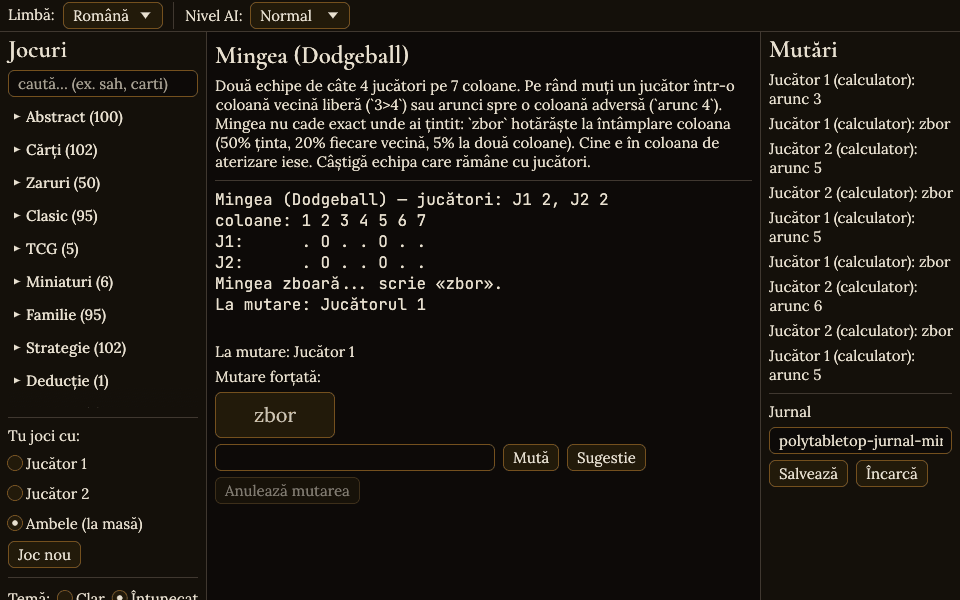 Limbă: Română ▼ Nivel AI: Normal ▼
Jocuri
caută... (ex. sah, carti)
▸ Abstract (100)
▸ Cărți (102)
▸ Zaruri (50)
▸ Clasic (95)
▸ TCG (5)
▸ Miniaturi (6)
▸ Familie (95)
▸ Strategie (102)
▸ Deducție (1)
Tu joci cu:
Jucător 1
Jucător 2
Ambele (la masă)
Joc nou
Temă: Clar Întunecat
Mingea (Dodgeball)
Două echipe de câte 4 jucători pe 7 coloane. Pe rând muți un jucător într-o
coloană vecină liberă (`3>4`) sau arunci spre o coloană adversă (`arunc 4`).
Mingea nu cade exact unde ai țintit: `zbor` hotărăște la întâmplare coloana
(50% ținta, 20% fiecare vecină, 5% la două coloane). Cine e în coloana de
aterizare iese. Câștigă echipa care rămâne cu jucători.
Mingea (Dodgeball) — jucători: J1 2, J2 2
coloane: 1 2 3 4 5 6 7
J1: . O . . O . .
J2: . O . . O . .
Mingea zboară... scrie «zbor».
La mutare: Jucătorul 1
La mutare: Jucător 1
Mutare forțată:
zbor
Mută Sugestie
Anulează mutarea
Mutări
Jucător 1 (calculator):
arunc 3
Jucător 1 (calculator): zbor
Jucător 2 (calculator):
arunc 5
Jucător 2 (calculator): zbor
Jucător 1 (calculator):
arunc 5
Jucător 1 (calculator): zbor
Jucător 2 (calculator):
arunc 6
Jucător 2 (calculator): zbor
Jucător 1 (calculator):
arunc 5
Jurnal
polytabletop-jurnal-min
Salvează Încarcă